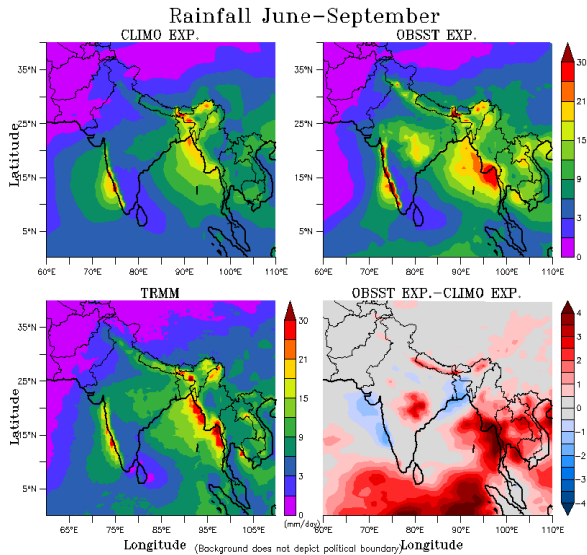 Rainfall June–September
CLIMO EXP.
OBSST EXP.
35°N
25°N
15°N
5°N
Latitude
60°E 70°E 80°E 90°E 100°E 110°E
35°N
25°N
15°N
5°N
60°E 70°E 80°E 90°E 100°E 110°E
30
21
16
9
3
0
TRMM
OBSST EXP.–CLIMO EXP.
35°N
25°N
15°N
5°N
Latitude
65°E 75°E 85°E 95°E 105°E
Longitude
30
21
15
9
3
0
(mm/day)
60°E 70°E 80°E 90°E 100°E 110°E
Longitude
4
3
2
1
0
-1
-2
-3
-4
(Background does not depict political boundary)